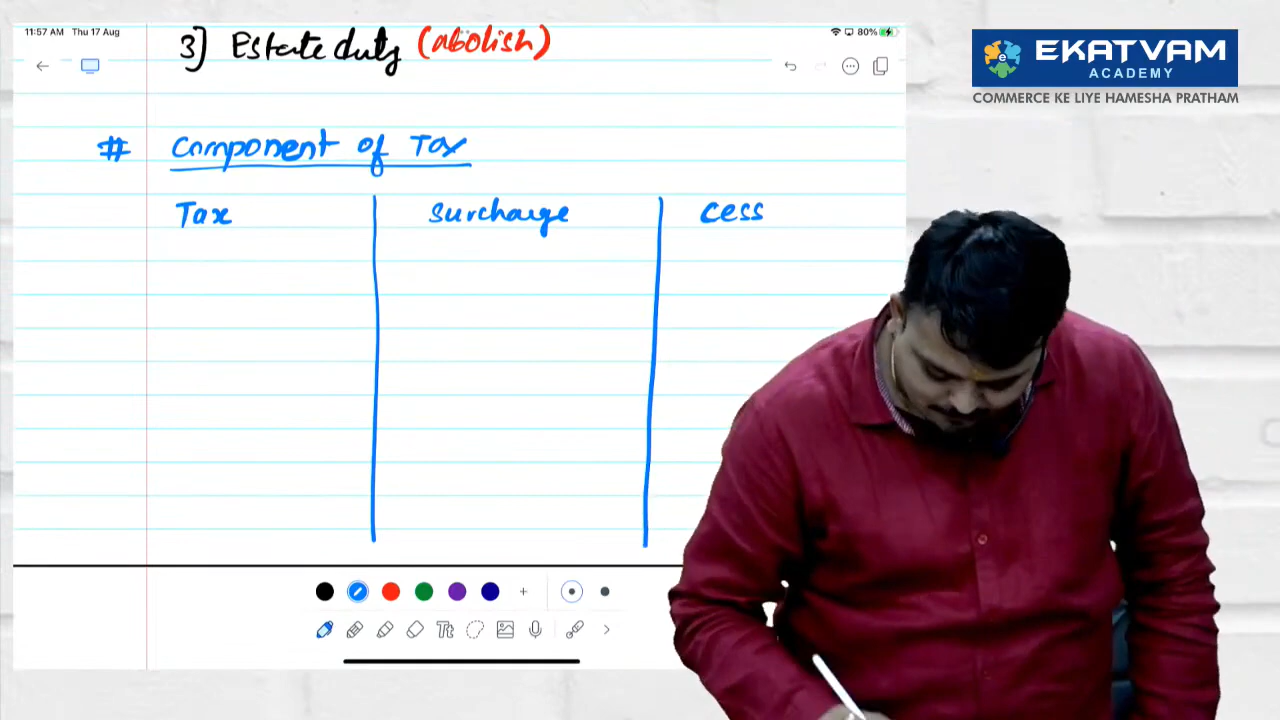 11:57 AM Thu 17 Aug
80%
3] Estate duty (abolish)
EKATVAM
ACADEMY
COMMERCE KE LIYE HAMESHA PRATHAM
# Component of Tax
Tax Surcharge Cess
Tt